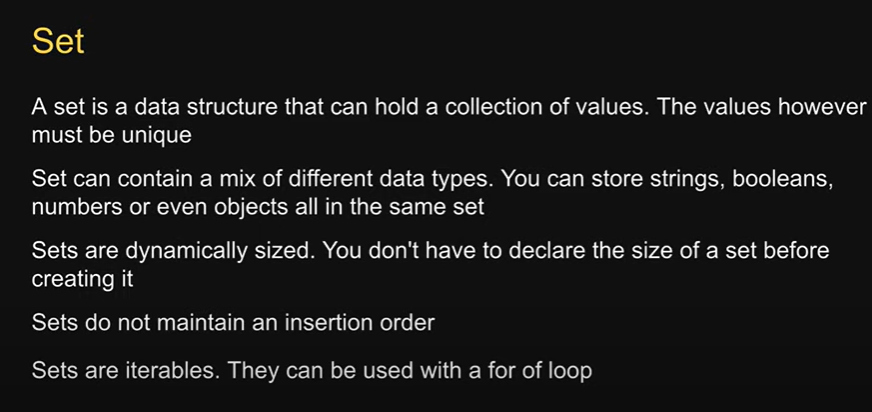 Set
A set is a data structure that can hold a collection of values. The values however
must be unique
Set can contain a mix of different data types. You can store strings, booleans,
numbers or even objects all in the same set
Sets are dynamically sized. You don't have to declare the size of a set before
creating it
Sets do not maintain an insertion order
Sets are iterables. They can be used with a for of loop